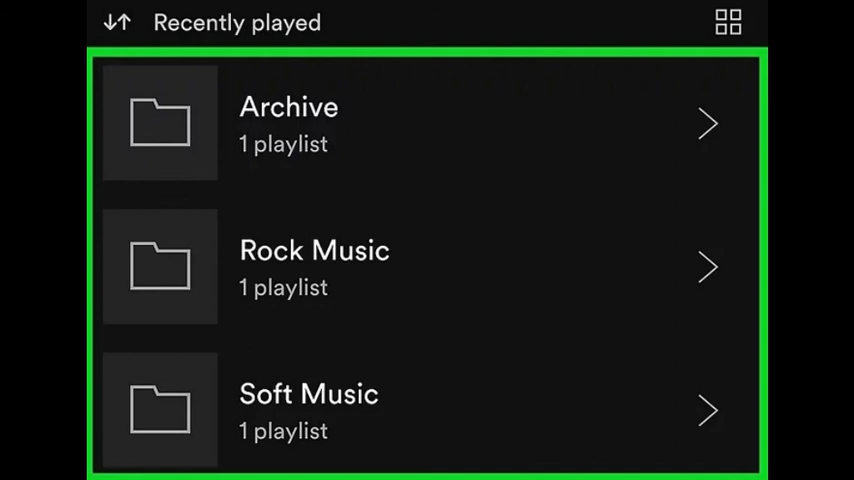 Recently played
Archive
1 playlist
Rock Music
1 playlist
Soft Music
1 playlist